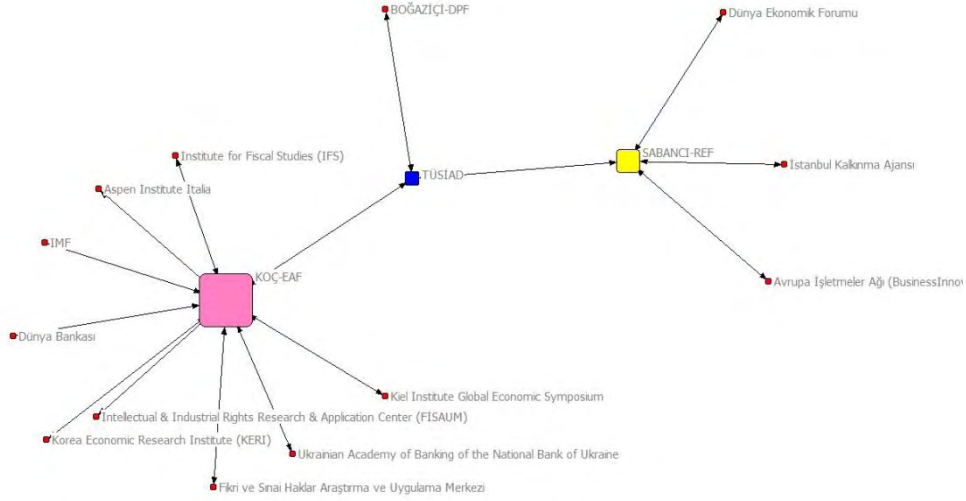 BOĞAZİÇİ-DPF
Dünya Ekonomik Forumu
Institute for Fiscal Studies (IFS)
SABANCI-REF
İstanbul Kalkınma Ajansı
TÜSİAD
Aspen Institute Italia
IMF
KOÇ-EAF
Avrupa İşletmeler Ağı (BusinessInnov
Dünya Bankası
Kiel Institute Global Economic Symposium
Intellectual & Industrial Rights Research & Application Center (FİSAUM)
Korea Economic Research Institute (KERI)
Ukrainian Academy of Banking of the National Bank of Ukraine
Fikri ve Sınai Haklar Araştırma ve Uygulama Merkezi